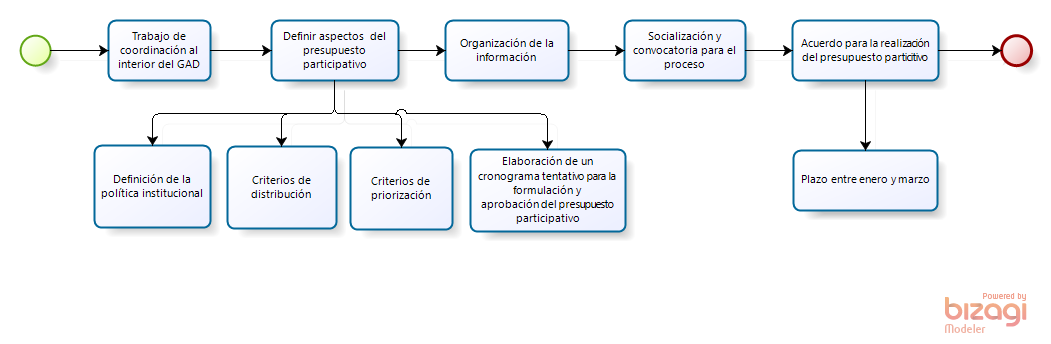 Trabajo de
coordinación al
interior del GAD
Definir aspectos del
presupuesto
participativo
Organización de la
información
Socialización y
convocatoria para el
proceso
Acuerdo para la realización
del presupuesto particitivo
Definición de la
política institucional
Criterios de
distribución
Criterios de
priorización
Elaboración de un
cronograma tentativo para la
formulación y
aprobación del presupuesto
participativo
Plazo entre enero y marzo
Powered by
bizagi
Modeler